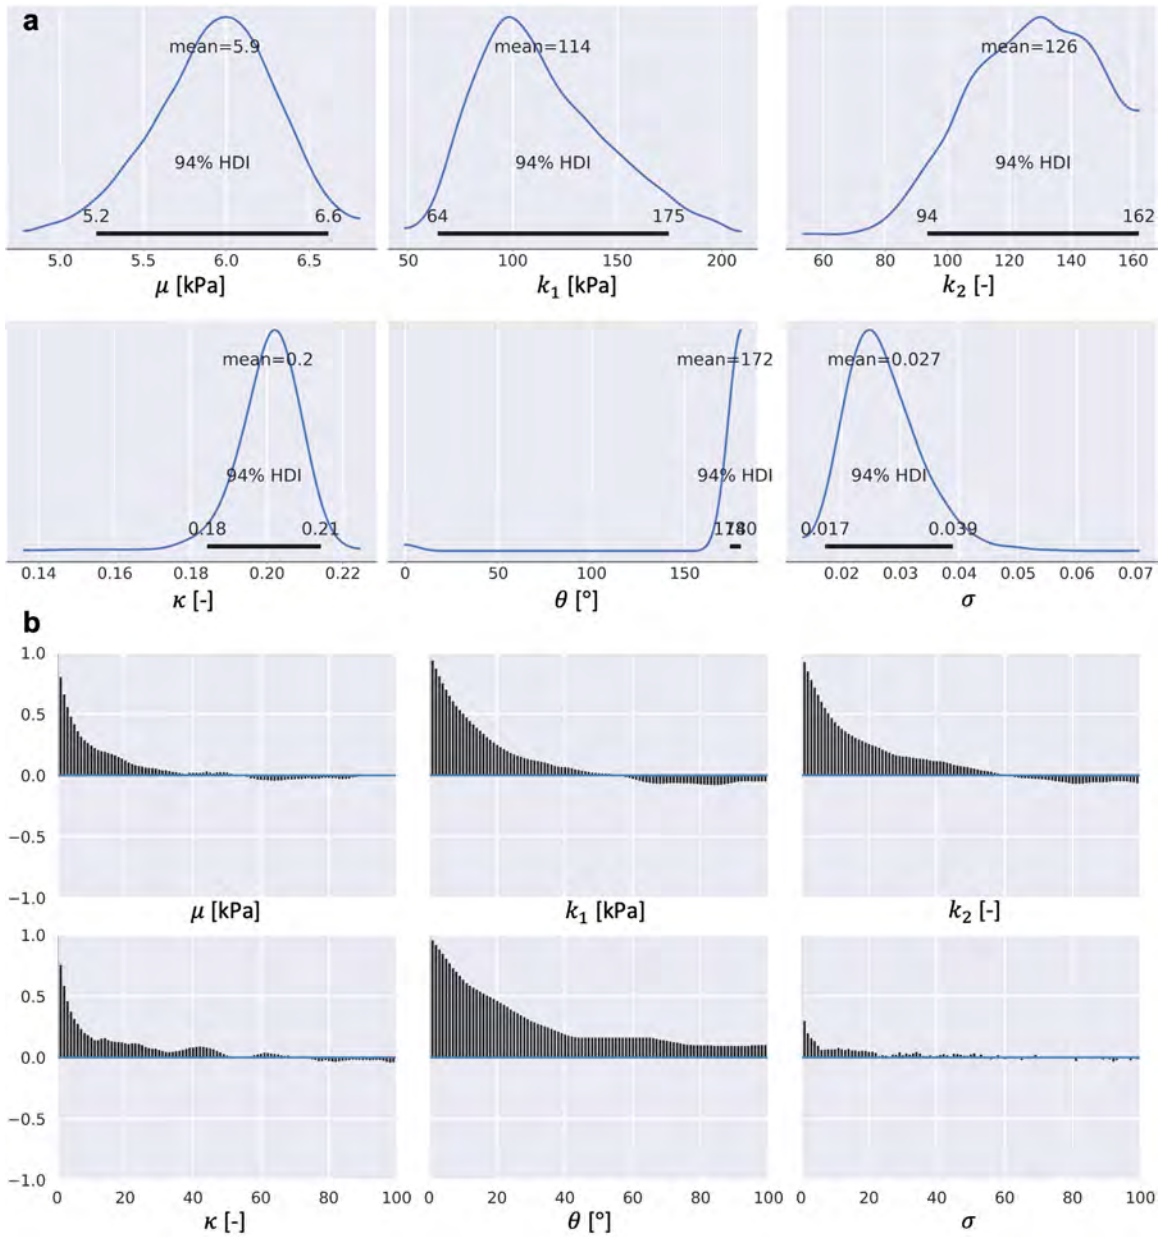 a
mean=5.9
94% HDI
5.2 6.6
5.0 5.5 6.0 6.5
μ [kPa]
mean=114
94% HDI
64 175
50 100 150 200
k₁ [kPa]
mean=126
94% HDI
94 162
60 80 100 120 140 160
k₂ [-]
mean=0.2
94% HDI
0.18 0.21
0.14 0.16 0.18 0.20 0.22
κ [-]
mean=172
94% HDI
180
0 50 100 150
θ [°]
mean=0.027
94% HDI
0.017 0.039
0.02 0.03 0.04 0.05 0.06 0.07
σ
b
1.0
0.5
0.0
−0.5
−1.0
μ [kPa]
k₁ [kPa]
k₂ [-]
1.0
0.5
0.0
−0.5
−1.0
0 20 40 60 80 100
κ [-]
0 20 40 60 80 100
θ [°]
0 20 40 60 80 100
σ